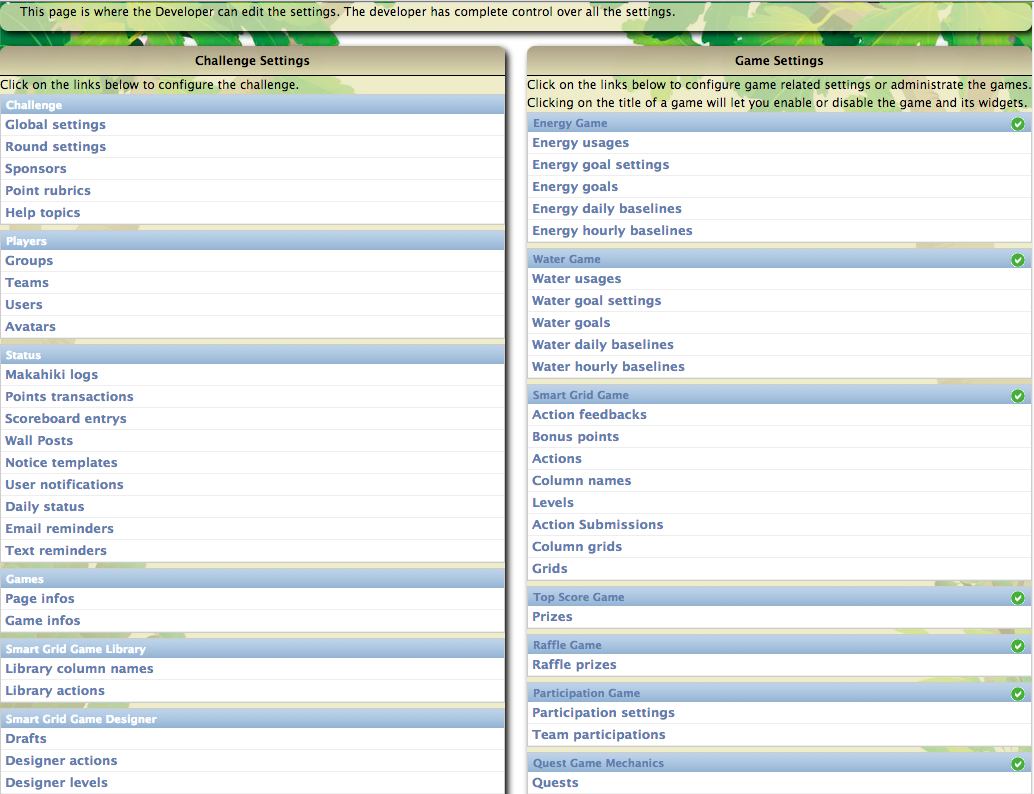 This page is where the Developer can edit the settings. The developer has complete control over all the settings.
Challenge Settings
Click on the links below to configure the challenge.
Challenge
Global settings
Round settings
Sponsors
Point rubrics
Help topics
Players
Groups
Teams
Users
Avatars
Status
Makahiki logs
Points transactions
Scoreboard entrys
Wall Posts
Notice templates
User notifications
Daily status
Email reminders
Text reminders
Games
Page infos
Game infos
Smart Grid Game Library
Library column names
Library actions
Smart Grid Game Designer
Drafts
Designer actions
Designer levels
Game Settings
Click on the links below to configure game related settings or administrate the games.
Clicking on the title of a game will let you enable or disable the game and its widgets.
Energy Game
Energy usages
Energy goal settings
Energy goals
Energy daily baselines
Energy hourly baselines
Water Game
Water usages
Water goal settings
Water goals
Water daily baselines
Water hourly baselines
Smart Grid Game
Action feedbacks
Bonus points
Actions
Column names
Levels
Action Submissions
Column grids
Grids
Top Score Game
Prizes
Raffle Game
Raffle prizes
Participation Game
Participation settings
Team participations
Quest Game Mechanics
Quests